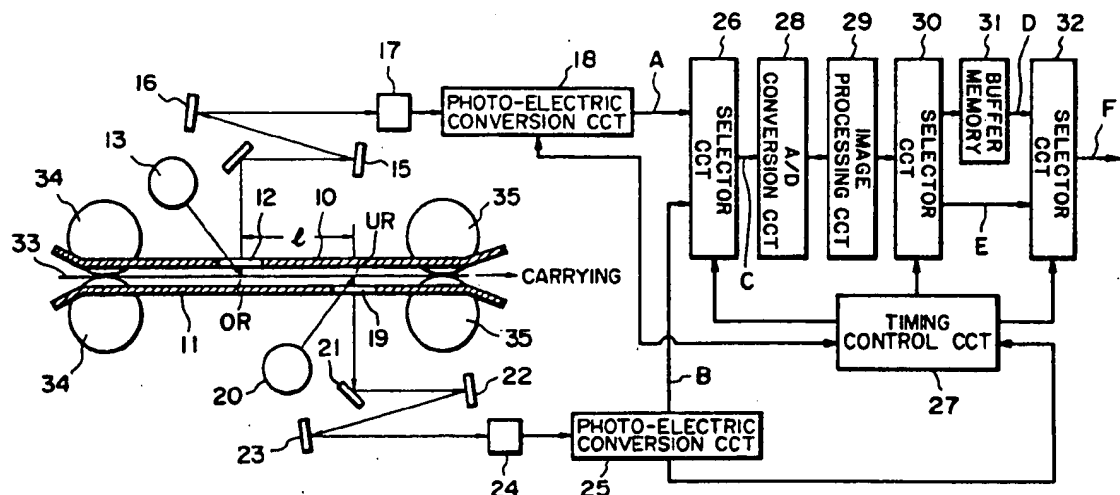 26
28
29
30
31
D
32
17
18
A
16
PHOTO-ELECTRIC
CONVERSION CCT
SELECTOR
CCT
A/D
CONVERSION CCT
IMAGE
PROCESSING CCT
SELECTOR
CCT
BUFFER
MEMORY
SELECTOR
CCT
F
13
15
34
12
10
UR
35
C
E
l
33
CARRYING
OR
11
19
35
TIMING
CONTROL CCT
34
20
21
22
B
27
23
24
PHOTO-ELECTRIC
CONVERSION CCT
25